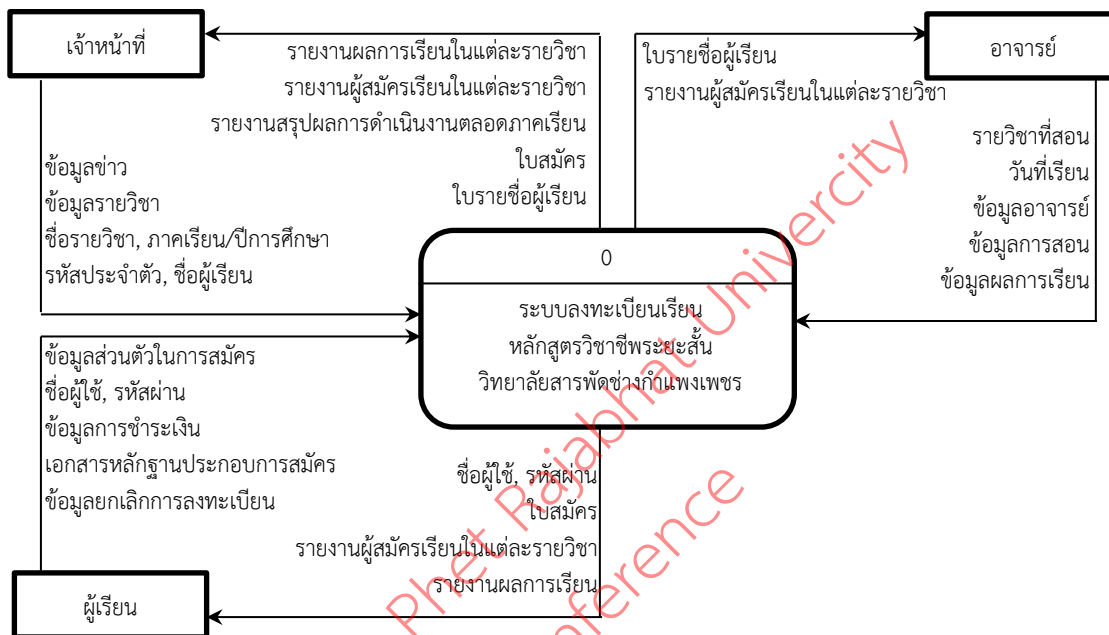 เจ้าหน้าที่
รายงานผลการเรียนในแต่ละรายวิชา
รายงานผู้สมัครเรียนในแต่ละรายวิชา
รายงานสรุปผลการดำเนินงานตลอดภาคเรียน
ใบสมัคร
ใบรายชื่อผู้เรียน
ใบรายชื่อผู้เรียน
รายงานผู้สมัครเรียนในแต่ละรายวิชา
อาจารย์
ข้อมูลข่าว
ข้อมูลรายวิชา
ชื่อรายวิชา, ภาคเรียน/ปีการศึกษา
รหัสประจำตัว, ชื่อผู้เรียน
รายวิชาที่สอน
วันที่เรียน
ข้อมูลอาจารย์
ข้อมูลการสอน
ข้อมูลผลการเรียน
0
ระบบลงทะเบียนเรียน
หลักสูตรวิชาชีพระยะสั้น
วิทยาลัยสารพัดช่างกำแพงเพชร
ข้อมูลส่วนตัวในการสมัคร
ชื่อผู้ใช้, รหัสผ่าน
ข้อมูลการชำระเงิน
เอกสารหลักฐานประกอบการสมัคร
ข้อมูลยกเลิกการลงทะเบียน
ชื่อผู้ใช้, รหัสผ่าน
ใบสมัคร
รายงานผู้สมัครเรียนในแต่ละรายวิชา
รายงานผลการเรียน
ผู้เรียน
Phet Rajabhat Univercity